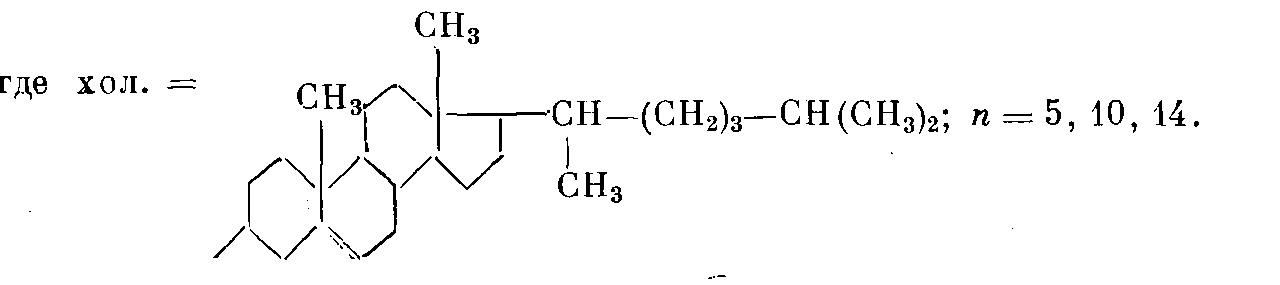 CH₃
где хол. =
CH₃
CH—(CH₂)₃—CH(CH₃)₂; n = 5, 10, 14.
CH₃